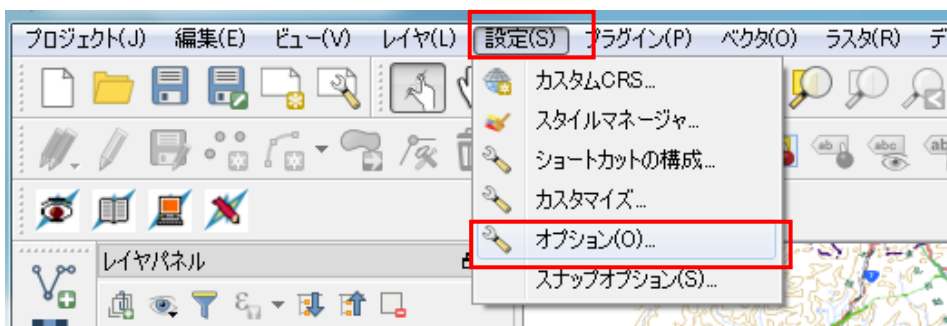 プロジェクト(J) 編集(E) ビュー(V) レイヤ(L) 設定(S) プラグイン(P) ベクタ(O) ラスタ(R)
カスタムCRS...
スタイルマネージャ...
ショートカットの構成...
カスタマイズ...
オプション(O)...
レイヤパネル
スナップオプション(S)...